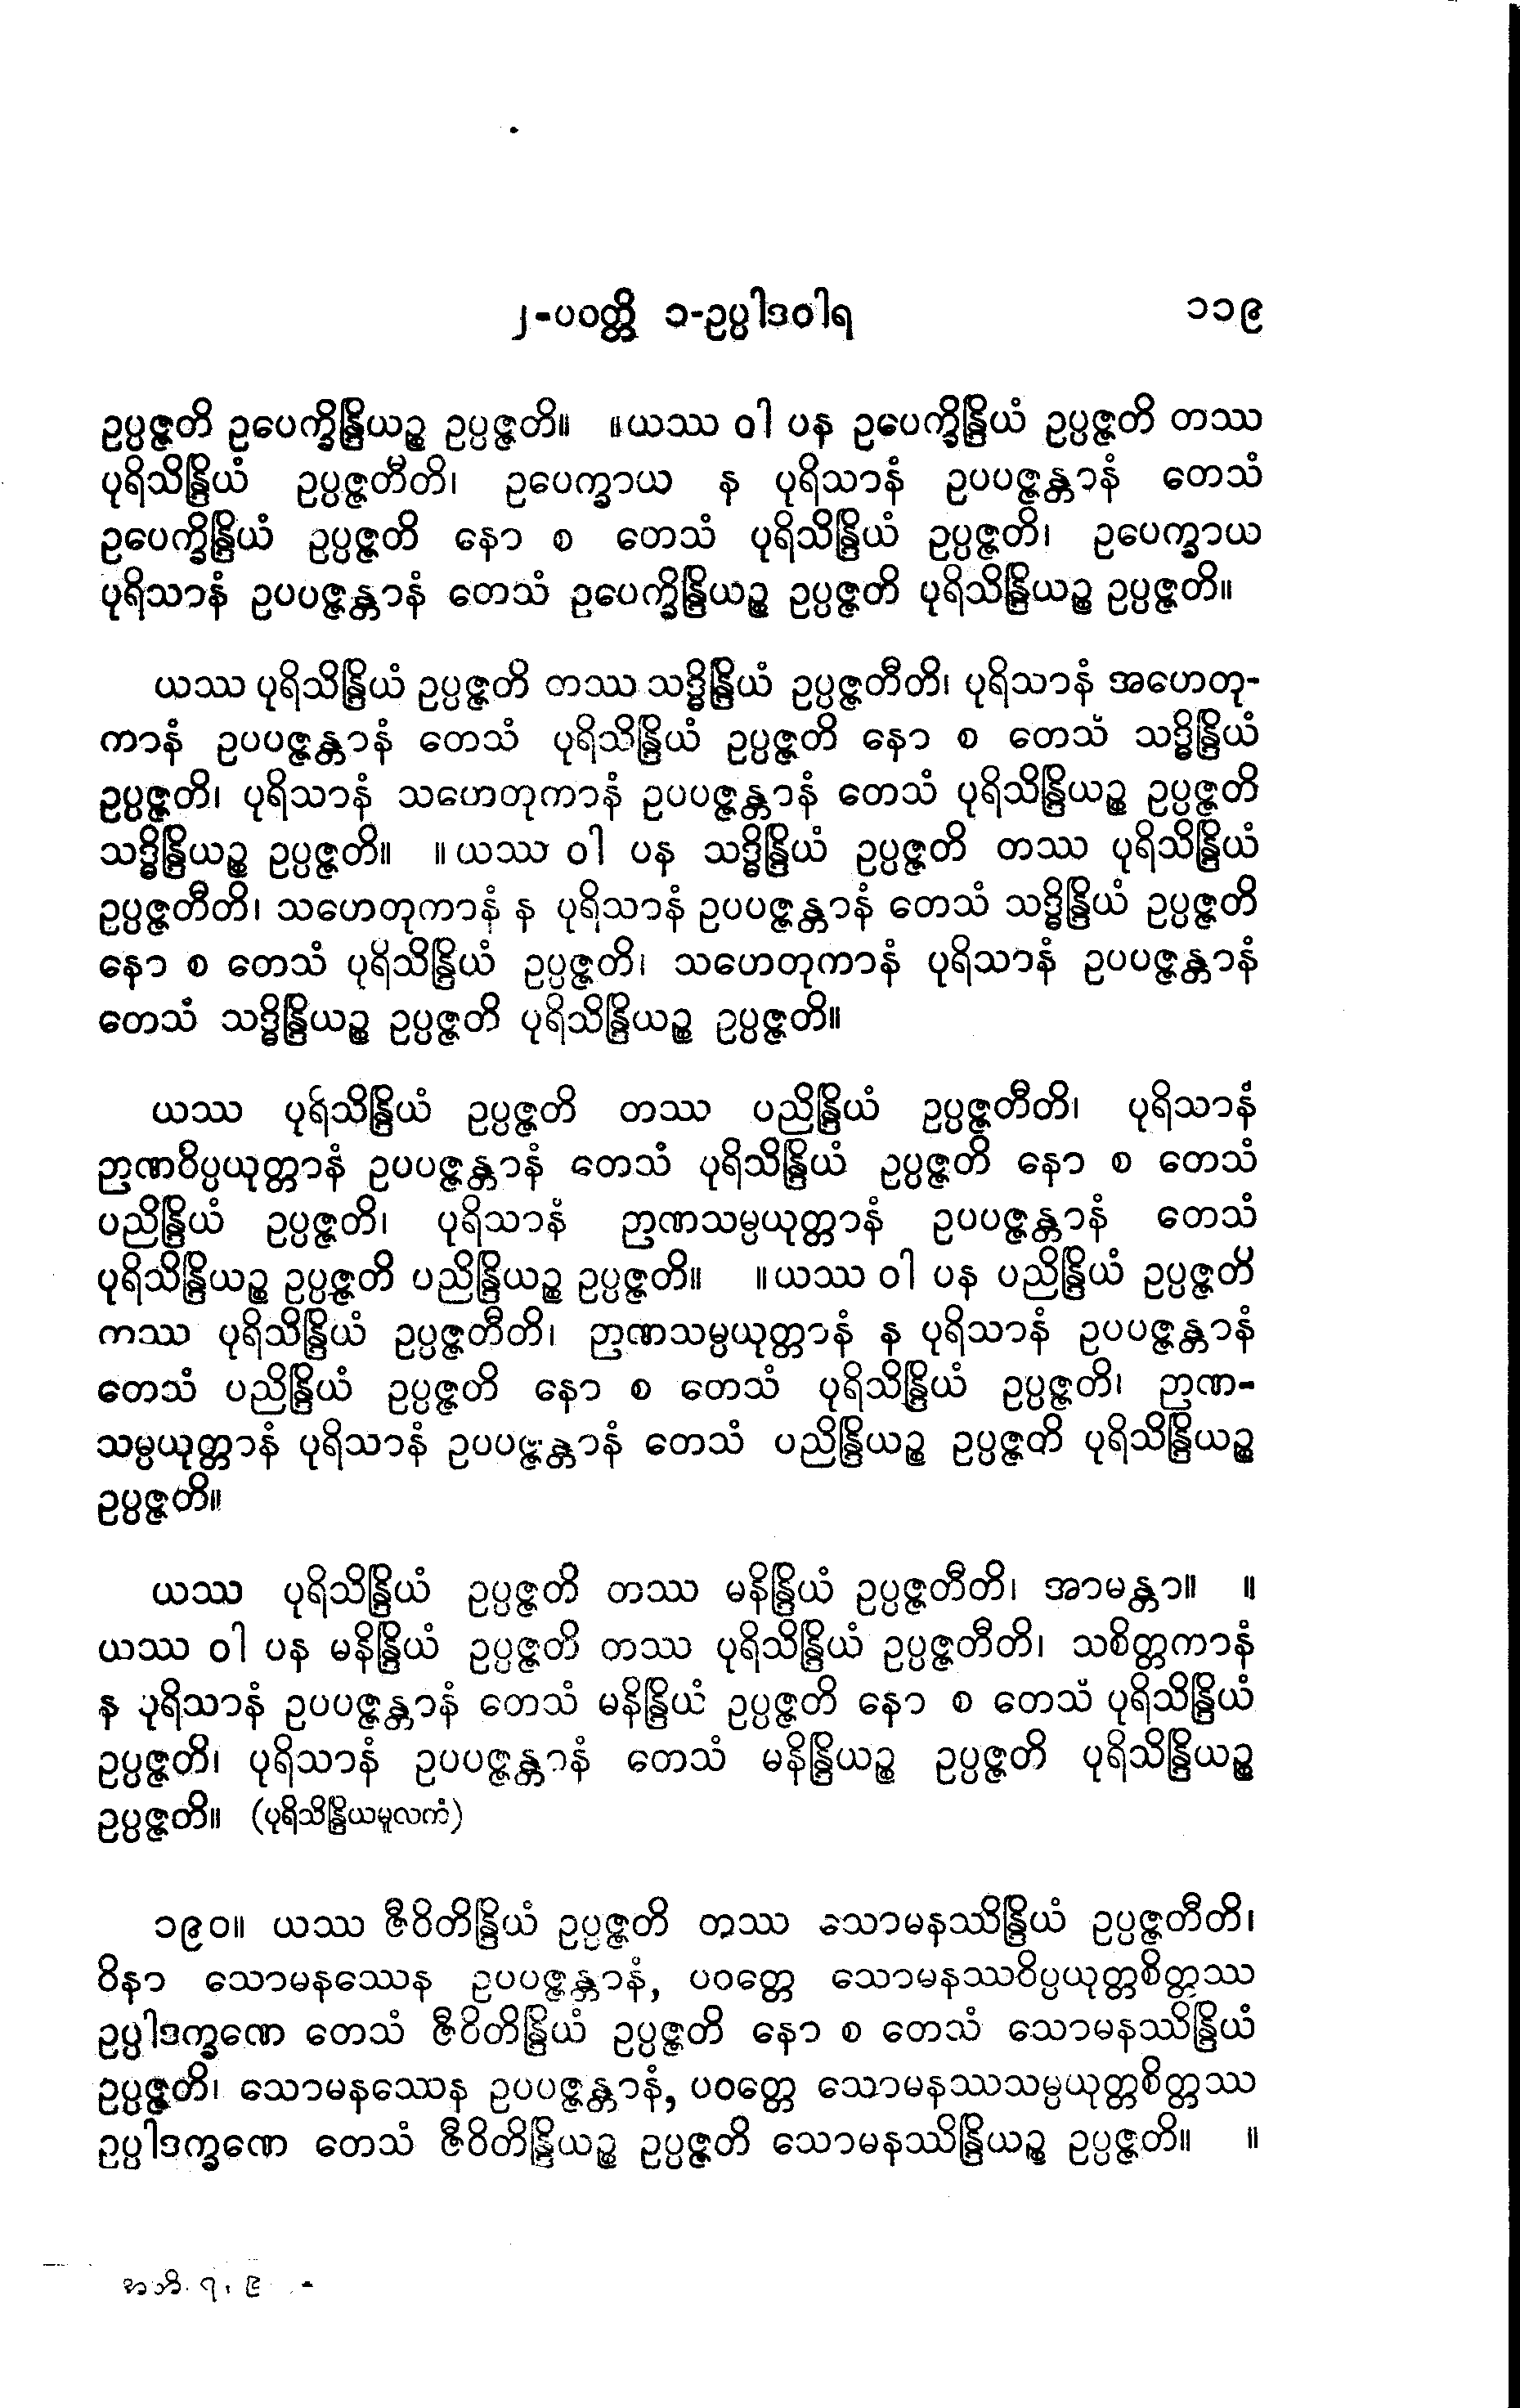 ၂-ပဝတ္တိ ၁-ဥပ္ပါဒဝါရ ၁၁၉
ဥပ္ပဇ္ဇတိ ဥပေက္ခိန္ဒြိယဉ္စ ဥပ္ပဇ္ဇတိ။ ။ယဿ ဝါ ပန ဥပေက္ခိန္ဒြိယံ ဥပ္ပဇ္ဇတိ တဿ
ပုရိသိန္ဒြိယံ ဥပ္ပဇ္ဇတီတိ၊ ဥပေက္ခာယ န ပုရိသာနံ ဥပပဇ္ဇန္တာနံ တေသံ
ဥပေက္ခိန္ဒြိယံ ဥပ္ပဇ္ဇတိ နော စ တေသံ ပုရိသိန္ဒြိယံ ဥပ္ပဇ္ဇတိ၊ ဥပေက္ခာယ
ပုရိသာနံ ဥပပဇ္ဇန္တာနံ တေသံ ဥပေက္ခိန္ဒြိယဉ္စ ဥပ္ပဇ္ဇတိ ပုရိသိန္ဒြိယဉ္စ ဥပ္ပဇ္ဇတိ။
ယဿ ပုရိသိန္ဒြိယံ ဥပ္ပဇ္ဇတိ တဿ သဒ္ဓိန္ဒြိယံ ဥပ္ပဇ္ဇတီတိ၊ ပုရိသာနံ အဟေတု-
ကာနံ ဥပပဇ္ဇန္တာနံ တေသံ ပုရိသိန္ဒြိယံ ဥပ္ပဇ္ဇတိ နော စ တေသံ သဒ္ဓိန္ဒြိယံ
ဥပ္ပဇ္ဇတိ၊ ပုရိသာနံ သဟေတုကာနံ ဥပပဇ္ဇန္တာနံ တေသံ ပုရိသိန္ဒြိယဉ္စ ဥပ္ပဇ္ဇတိ
သဒ္ဓိန္ဒြိယဉ္စ ဥပ္ပဇ္ဇတိ။ ။ယဿ ဝါ ပန သဒ္ဓိန္ဒြိယံ ဥပ္ပဇ္ဇတိ တဿ ပုရိသိန္ဒြိယံ
ဥပ္ပဇ္ဇတီတိ၊ သဟေတုကာနံ န ပုရိသာနံ ဥပပဇ္ဇန္တာနံ တေသံ သဒ္ဓိန္ဒြိယံ ဥပ္ပဇ္ဇတိ
နော စ တေသံ ပုရိသိန္ဒြိယံ ဥပ္ပဇ္ဇတိ၊ သဟေတုကာနံ ပုရိသာနံ ဥပပဇ္ဇန္တာနံ
တေသံ သဒ္ဓိန္ဒြိယဉ္စ ဥပ္ပဇ္ဇတိ ပုရိသိန္ဒြိယဉ္စ ဥပ္ပဇ္ဇတိ။
ယဿ ပုရိသိန္ဒြိယံ ဥပ္ပဇ္ဇတိ တဿ ပညိန္ဒြိယံ ဥပ္ပဇ္ဇတီတိ၊ ပုရိသာနံ
ဉာဏဝိပ္ပယုတ္တာနံ ဥပပဇ္ဇန္တာနံ တေသံ ပုရိသိန္ဒြိယံ ဥပ္ပဇ္ဇတိ နော စ တေသံ
ပညိန္ဒြိယံ ဥပ္ပဇ္ဇတိ၊ ပုရိသာနံ ဉာဏသမ္ပယုတ္တာနံ ဥပပဇ္ဇန္တာနံ တေသံ
ပုရိသိန္ဒြိယဉ္စ ဥပ္ပဇ္ဇတိ ပညိန္ဒြိယဉ္စ ဥပ္ပဇ္ဇတိ။ ။ယဿ ဝါ ပန ပညိန္ဒြိယံ ဥပ္ပဇ္ဇတိ
ကဿ ပုရိသိန္ဒြိယံ ဥပ္ပဇ္ဇတီတိ၊ ဉာဏသမ္ပယုတ္တာနံ န ပုရိသာနံ ဥပပဇ္ဇန္တာနံ
တေသံ ပညိန္ဒြိယံ ဥပ္ပဇ္ဇတိ နော စ တေသံ ပုရိသိန္ဒြိယံ ဥပ္ပဇ္ဇတိ၊ ဉာဏ-
သမ္ပယုတ္တာနံ ပုရိသာနံ ဥပပဇ္ဇန္တာနံ တေသံ ပညိန္ဒြိယဉ္စ ဥပ္ပဇ္ဇတိ ပုရိသိန္ဒြိယဉ္စ
ဥပ္ပဇ္ဇတိ။
ယဿ ပုရိသိန္ဒြိယံ ဥပ္ပဇ္ဇတိ တဿ မနိန္ဒြိယံ ဥပ္ပဇ္ဇတီတိ၊ အာမန္တာ။ ။
ယဿ ဝါ ပန မနိန္ဒြိယံ ဥပ္ပဇ္ဇတိ တဿ ပုရိသိန္ဒြိယံ ဥပ္ပဇ္ဇတီတိ၊ သစိတ္တကာနံ
န ပုရိသာနံ ဥပပဇ္ဇန္တာနံ တေသံ မနိန္ဒြိယံ ဥပ္ပဇ္ဇတိ နော စ တေသံ ပုရိသိန္ဒြိယံ
ဥပ္ပဇ္ဇတိ၊ ပုရိသာနံ ဥပပဇ္ဇန္တာနံ တေသံ မနိန္ဒြိယဉ္စ ဥပ္ပဇ္ဇတိ ပုရိသိန္ဒြိယဉ္စ
ဥပ္ပဇ္ဇတိ။ (ပုရိသိန္ဒြိယမူလကံ)
၁၉၀။ ယဿ ဇီဝိတိန္ဒြိယံ ဥပ္ပဇ္ဇတိ တဿ သောမနဿိန္ဒြိယံ ဥပ္ပဇ္ဇတီတိ၊
ဝိနာ သောမနဿေန ဥပပဇ္ဇန္တာနံ, ပဝတ္တေ သောမနဿဝိပ္ပယုတ္တစိတ္တဿ
ဥပ္ပါဒက္ခဏေ တေသံ ဇီဝိတိန္ဒြိယံ ဥပ္ပဇ္ဇတိ နော စ တေသံ သောမနဿိန္ဒြိယံ
ဥပ္ပဇ္ဇတိ၊ သောမနဿေန ဥပပဇ္ဇန္တာနံ, ပဝတ္တေ သောမနဿသမ္ပယုတ္တစိတ္တဿ
ဥပ္ပါဒက္ခဏေ တေသံ ဇီဝိတိန္ဒြိယဉ္စ ဥပ္ပဇ္ဇတိ သောမနဿိန္ဒြိယဉ္စ ဥပ္ပဇ္ဇတိ။ ။
အဘိ.၇၊၉ -